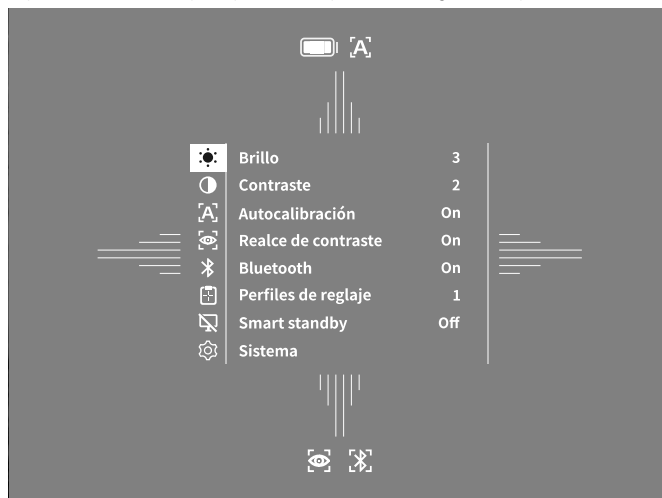 [A]
Brillo 3
Contraste 2
[A] Autocalibración On
Realce de contraste On
Bluetooth On
Perfiles de reglaje 1
Smart standby Off
Sistema